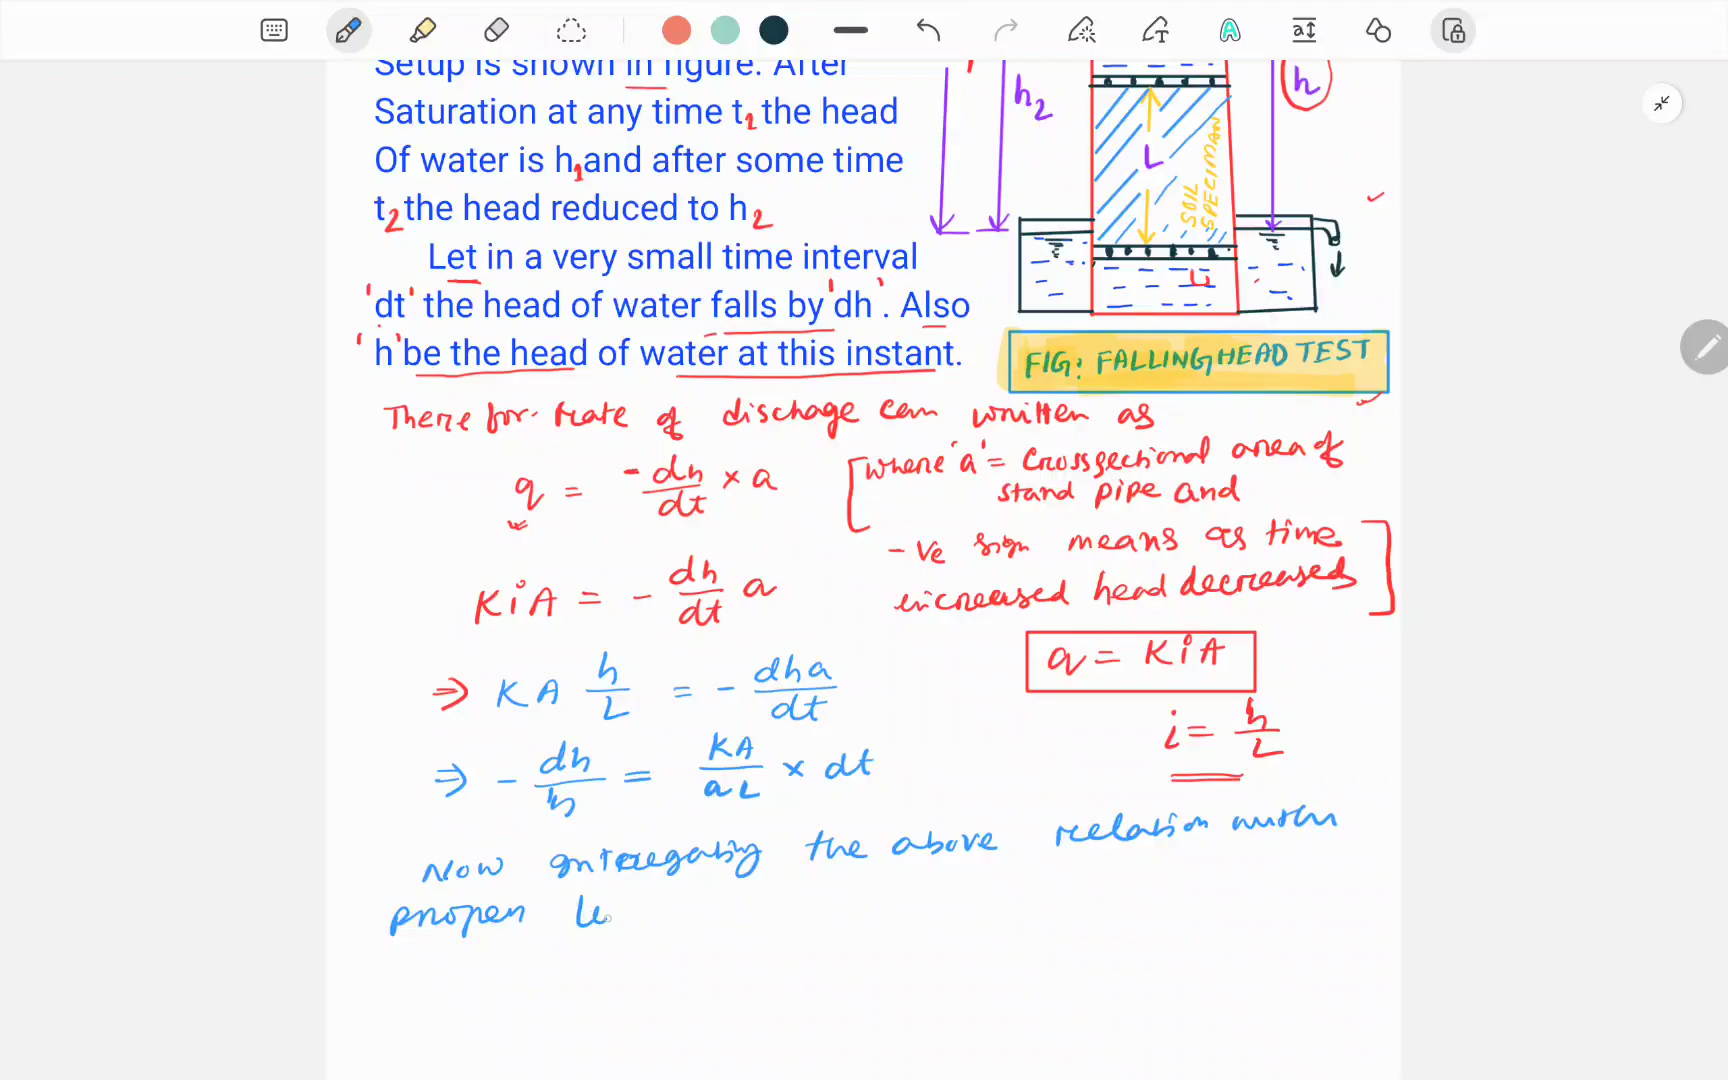 Setup is shown in figure. After
Saturation at any time t1 the head
Of water is h1 and after some time
t2 the head reduced to h2
Let in a very small time interval
'dt' the head of water falls by 'dh'. Also
'h' be the head of water at this instant.
h2
h
L
SOIL
SPECIMAN
FIG: FALLING HEAD TEST
There for rate of dischage can written as
q = -dh/dt × a
[where 'a' = Crossectional area of
stand pipe and
-ve sign means as time
increased head decreased]
KiA = - dh/dt a
q = KiA
⇒ KA h/L = - dha/dt
i = h/L
⇒ - dh/h = KA/aL × dt
Now the above relation with
proper